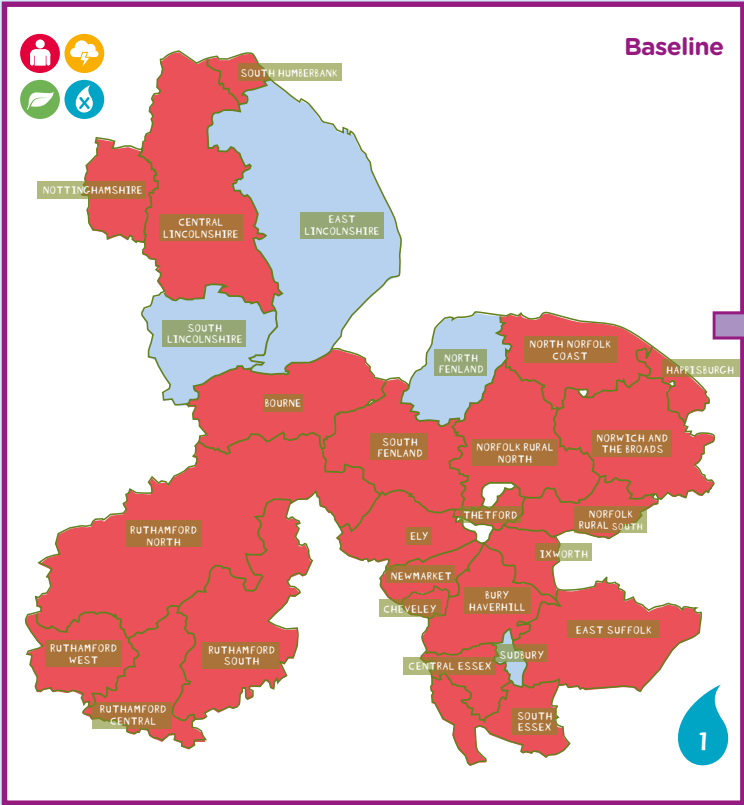 Baseline
SOUTH HUMBERBANK
NOTTINGHAMSHIRE
CENTRAL
LINCOLNSHIRE
EAST
LINCOLNSHIRE
SOUTH
LINCOLNSHIRE
NORTH
FENLAND
NORTH NORFOLK
COAST
HAPPISBURGH
BOURNE
SOUTH
FENLAND
NORFOLK RURAL
NORTH
NORWICH AND
THE BROADS
THETFORD
NORFOLK
RURAL SOUTH
RUTHAMFORD
NORTH
ELY
IXWORTH
NEWMARKET
CHEVELEY
BURY
HAVERHILL
EAST SUFFOLK
RUTHAMFORD
WEST
RUTHAMFORD
SOUTH
CENTRAL ESSEX
SUDBURY
RUTHAMFORD
CENTRAL
SOUTH
ESSEX
1
X